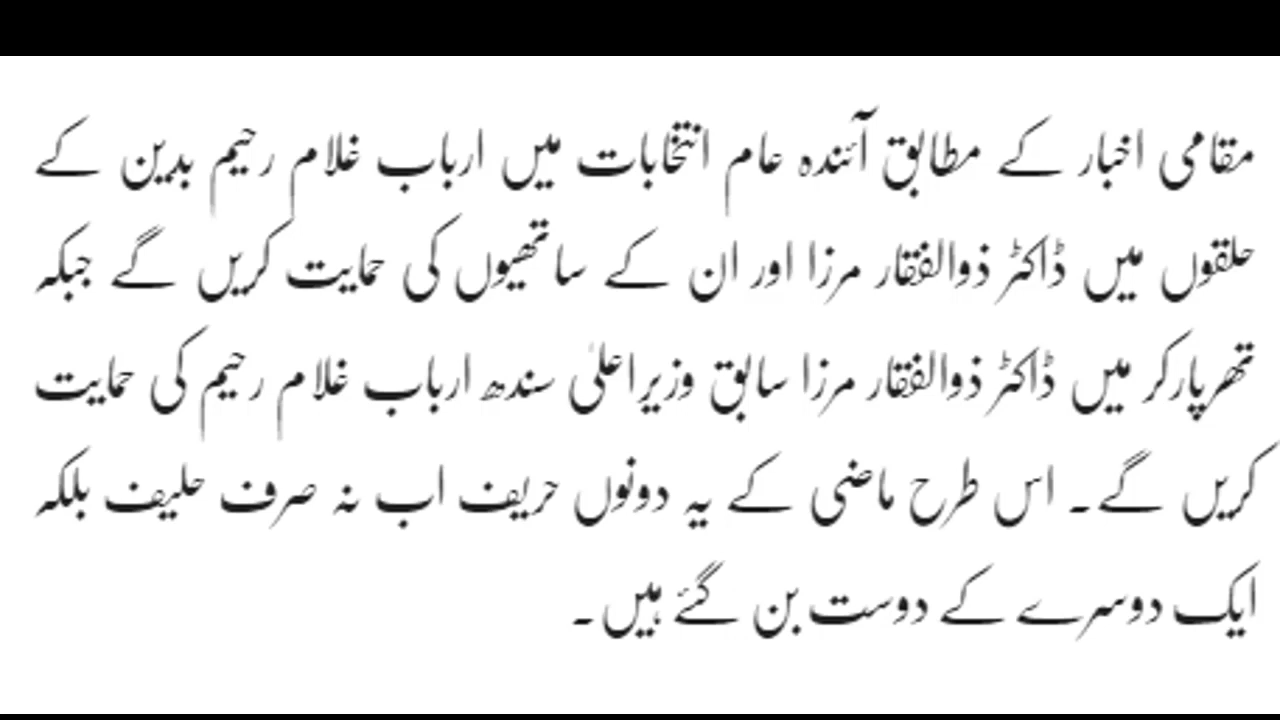 مقامی اخبار کے مطابق آئندہ عام انتخابات میں ارباب غلام رحیم بدین کے
حلقوں میں ڈاکٹر ذوالفقار مرزا اور ان کے ساتھیوں کی حمایت کریں گے جبکہ
تھرپارکر میں ڈاکٹر ذوالفقار مرزا سابق وزیراعلیٰ سندھ ارباب غلام رحیم کی حمایت
کریں گے۔ اس طرح ماضی کے یہ دونوں حریف اب نہ صرف حلیف بلکہ
ایک دوسرے کے دوست بن گئے ہیں۔